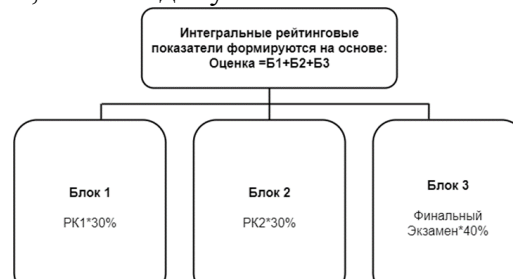 Интегральные рейтинговые
показатели формируются на основе:
Оценка =Б1+Б2+Б3
Блок 1
РК1*30%
Блок 2
РК2*30%
Блок 3
Финальный
Экзамен*40%